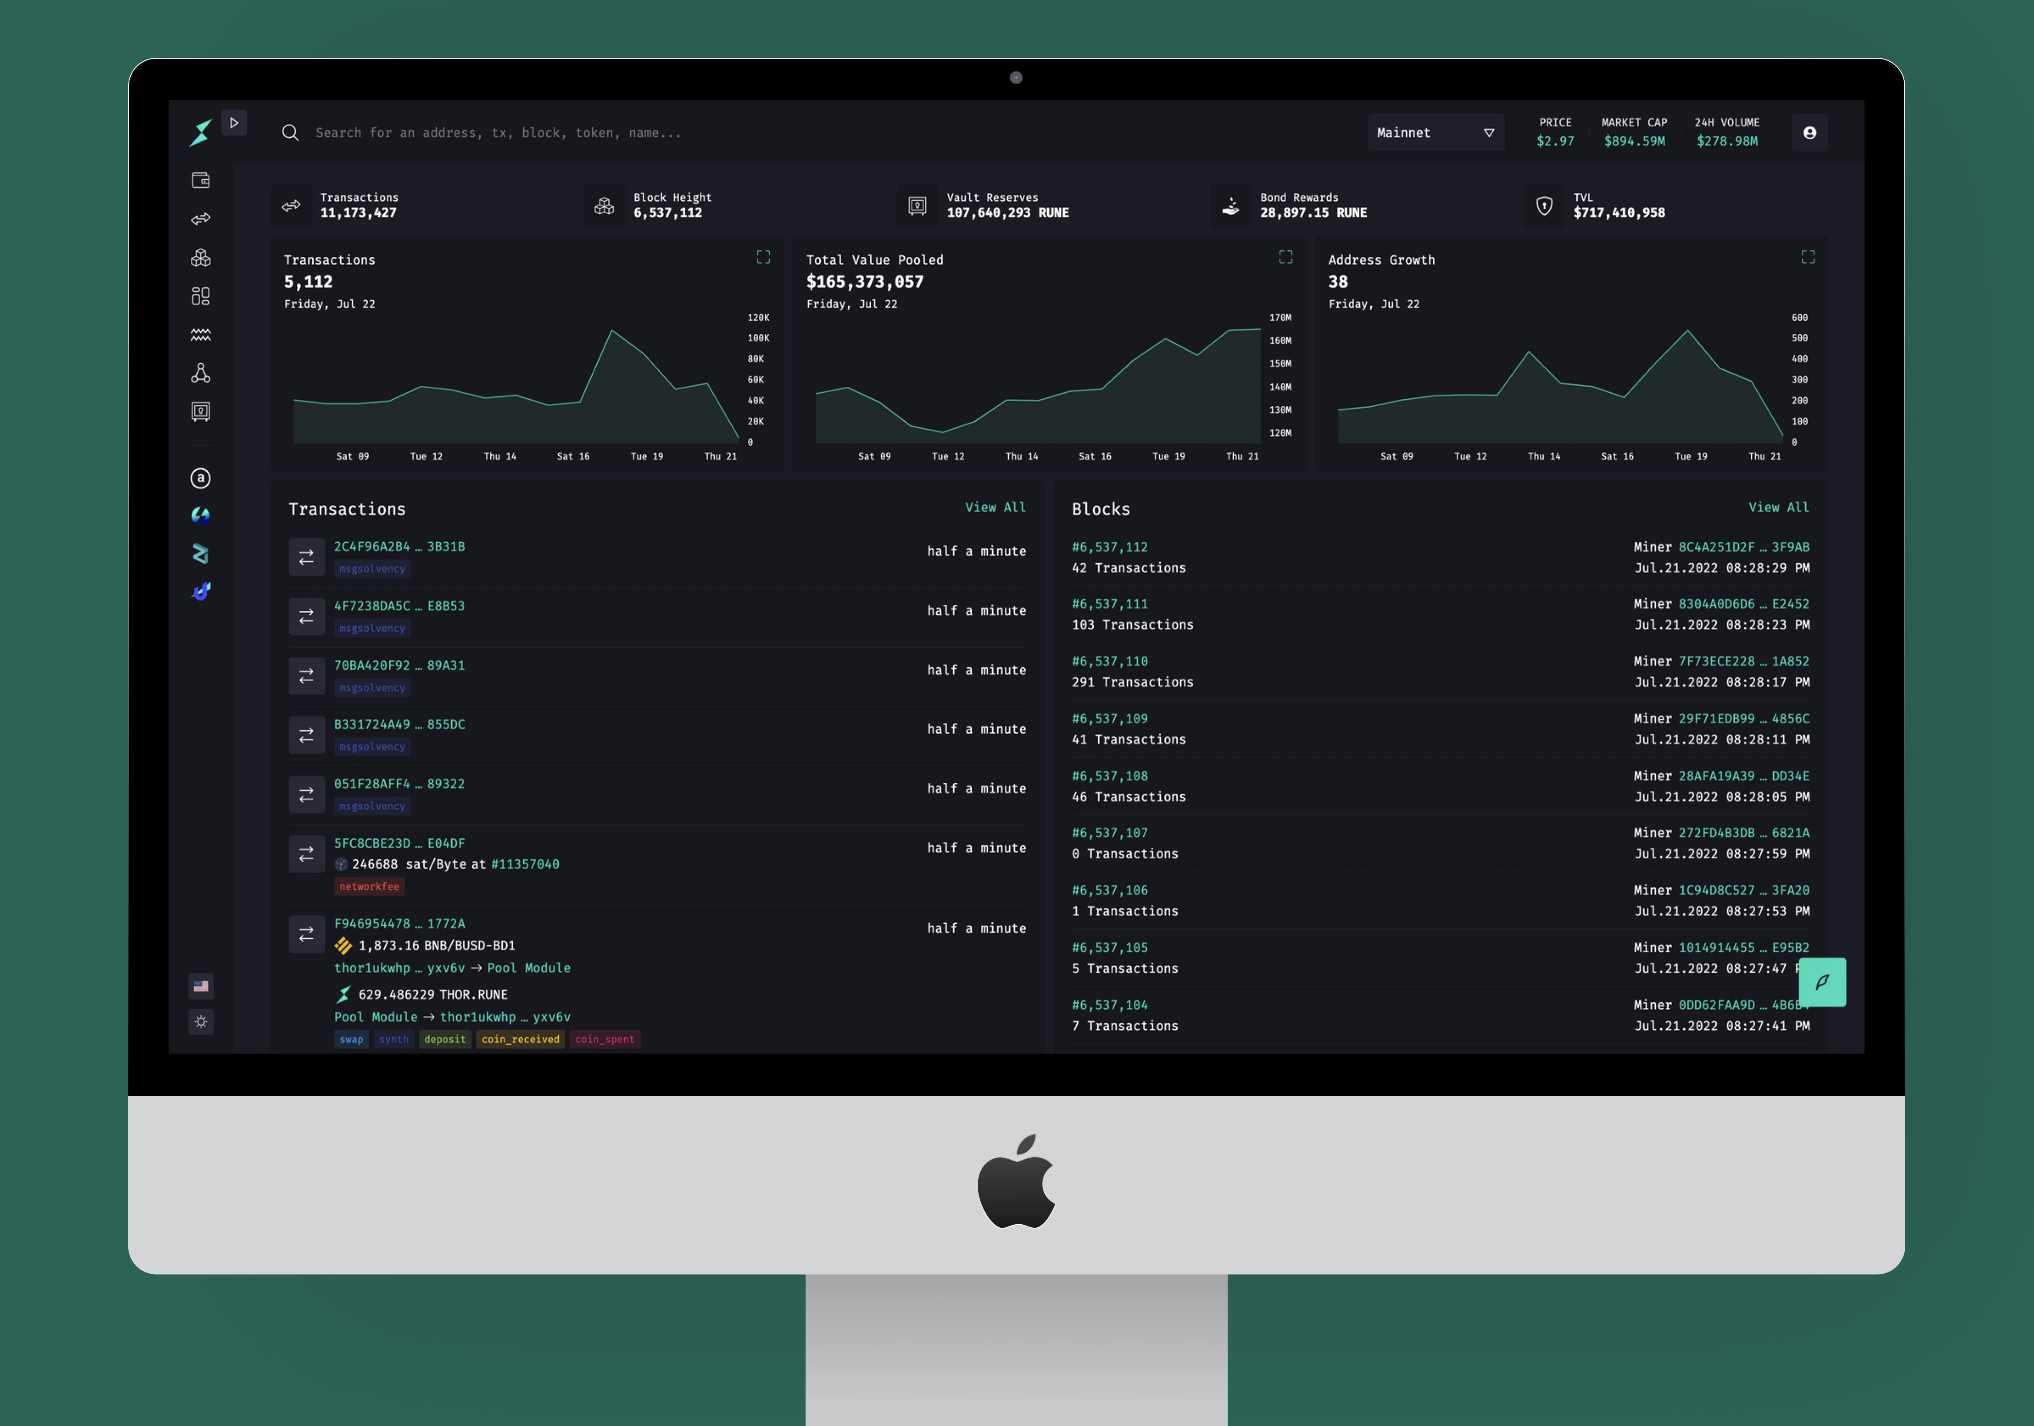 Search for an address, tx, block, token, name...
Mainnet
PRICE
$2.97
MARKET CAP
$894.59M
24H VOLUME
$278.98M
Transactions
11,173,427
Block Height
6,537,112
Vault Reserves
107,640,293 RUNE
Bond Rewards
28,897.15 RUNE
TVL
$717,410,958
Transactions
5,112
Friday, Jul 22
120K
100K
80K
60K
40K
20K
0
Sat 09 Tue 12 Thu 14 Sat 16 Tue 19 Thu 21
Total Value Pooled
$165,373,057
Friday, Jul 22
170M
160M
150M
140M
130M
120M
Sat 09 Tue 12 Thu 14 Sat 16 Tue 19 Thu 21
Address Growth
38
Friday, Jul 22
600
500
400
300
200
100
0
Sat 09 Tue 12 Thu 14 Sat 16 Tue 19 Thu 21
a
Transactions View All
2C4F96A2B4 … 3B31B
half a minute
msgsolvency
4F7238DA5C … E8B53
half a minute
msgsolvency
70BA420F92 … 89A31
half a minute
msgsolvency
B331724A49 … 855DC
half a minute
msgsolvency
051F28AFF4 … 89322
half a minute
msgsolvency
5FC8CBE23D … E04DF
half a minute
246688 sat/Byte at #11357040
networkfee
F946954478 … 1772A
half a minute
1,873.16 BNB/BUSD-BD1
thor1ukwhp … yxv6v → Pool Module
629.486229 THOR.RUNE
Pool Module → thor1ukwhp … yxv6v
swap synth deposit coin_received coin_spent
Blocks View All
#6,537,112 Miner 8C4A251D2F … 3F9AB
42 Transactions Jul.21.2022 08:28:29 PM
#6,537,111 Miner 8304A0D6D6 … E2452
103 Transactions Jul.21.2022 08:28:23 PM
#6,537,110 Miner 7F73ECE228 … 1A852
291 Transactions Jul.21.2022 08:28:17 PM
#6,537,109 Miner 29F71EDB99 … 4856C
41 Transactions Jul.21.2022 08:28:11 PM
#6,537,108 Miner 28AFA19A39 … DD34E
46 Transactions Jul.21.2022 08:28:05 PM
#6,537,107 Miner 272FD4B3DB … 6821A
0 Transactions Jul.21.2022 08:27:59 PM
#6,537,106 Miner 1C94D8C527 … 3FA20
1 Transactions Jul.21.2022 08:27:53 PM
#6,537,105 Miner 1014914455 … E95B2
5 Transactions Jul.21.2022 08:27:47
#6,537,104 Miner 0DD62FAA9D …
7 Transactions Jul.21.2022 08:27:41 PM